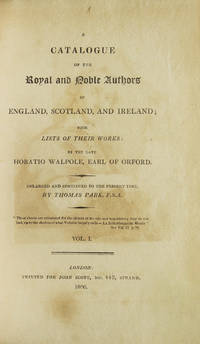 A
CATALOGUE
OF THE
Royal and Noble Authors
OF
ENGLAND, SCOTLAND, AND IRELAND;
WITH
LISTS OF THEIR WORKS:
BY THE LATE
HORATIO WALPOLE, EARL OF ORFORD.
ENLARGED AND CONTINUED TO THE PRESENT TIME,
BY THOMAS PARK, F.S.A.
VOL. I.
LONDON:
PRINTED FOR JOHN SCOTT, NO. 442, STRAND.
1806.